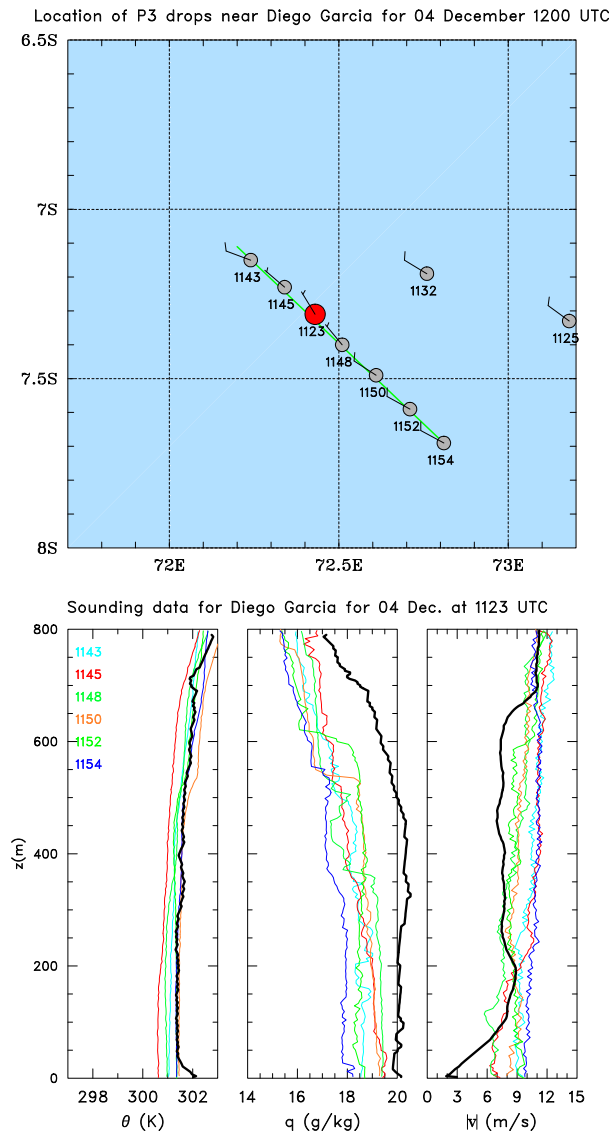 Location of P3 drops near Diego Garcia for 04 December 1200 UTC
6.5S
7S
1143
1132
1145
1123
1125
1148
7.5S
1150
1152
1154
8S
72E
72.5E
73E
Sounding data for Diego Garcia for 04 Dec. at 1123 UTC
800
1143
1145
1148
600
1150
1152
1154
z(m)
400
200
0
298
300
302
14
16
18
20
0
3
6
9
12
15
θ (K)
q (g/kg)
|v| (m/s)